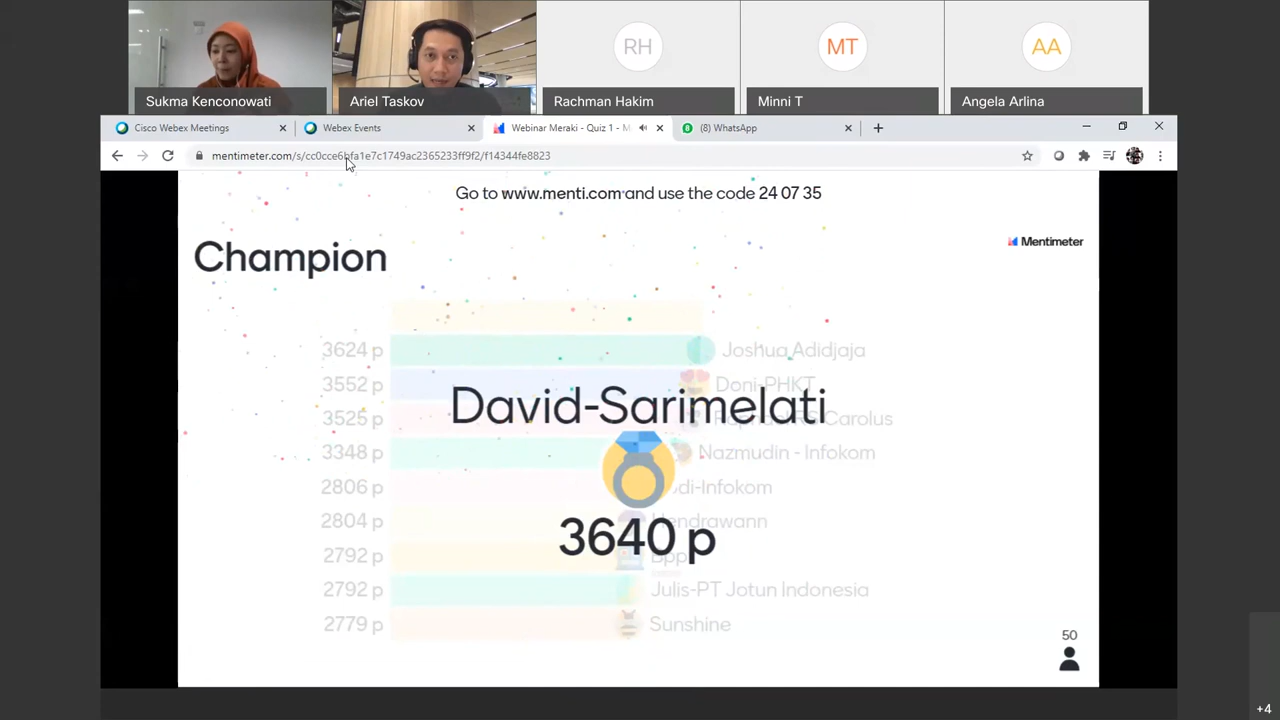 RH
MT
AA
Sukma Kenconowati
Ariel Taskov
Rachman Hakim
Minni T
Angela Arlina
Cisco Webex Meetings
Webex Events
Webinar Meraki - Quiz 1 - M
(8) WhatsApp
mentimeter.com/s/cc0cce6bfa1e7c1749ac2365233ff9f2/f14344fe8823
Go to www.menti.com and use the code 24 07 35
Champion
Mentimeter
3624 p Joshua Adidjaja
3552 p Doni-PHKT
David-Sarimelati
3525 p RS Carolus
3348 p Nazmudin - Infokom
2806 p di-Infokom
2804 p Hendrawann
3640 p
2792 p Bpp
2792 p Julis-PT Jotun Indonesia
2779 p Sunshine
50
+4